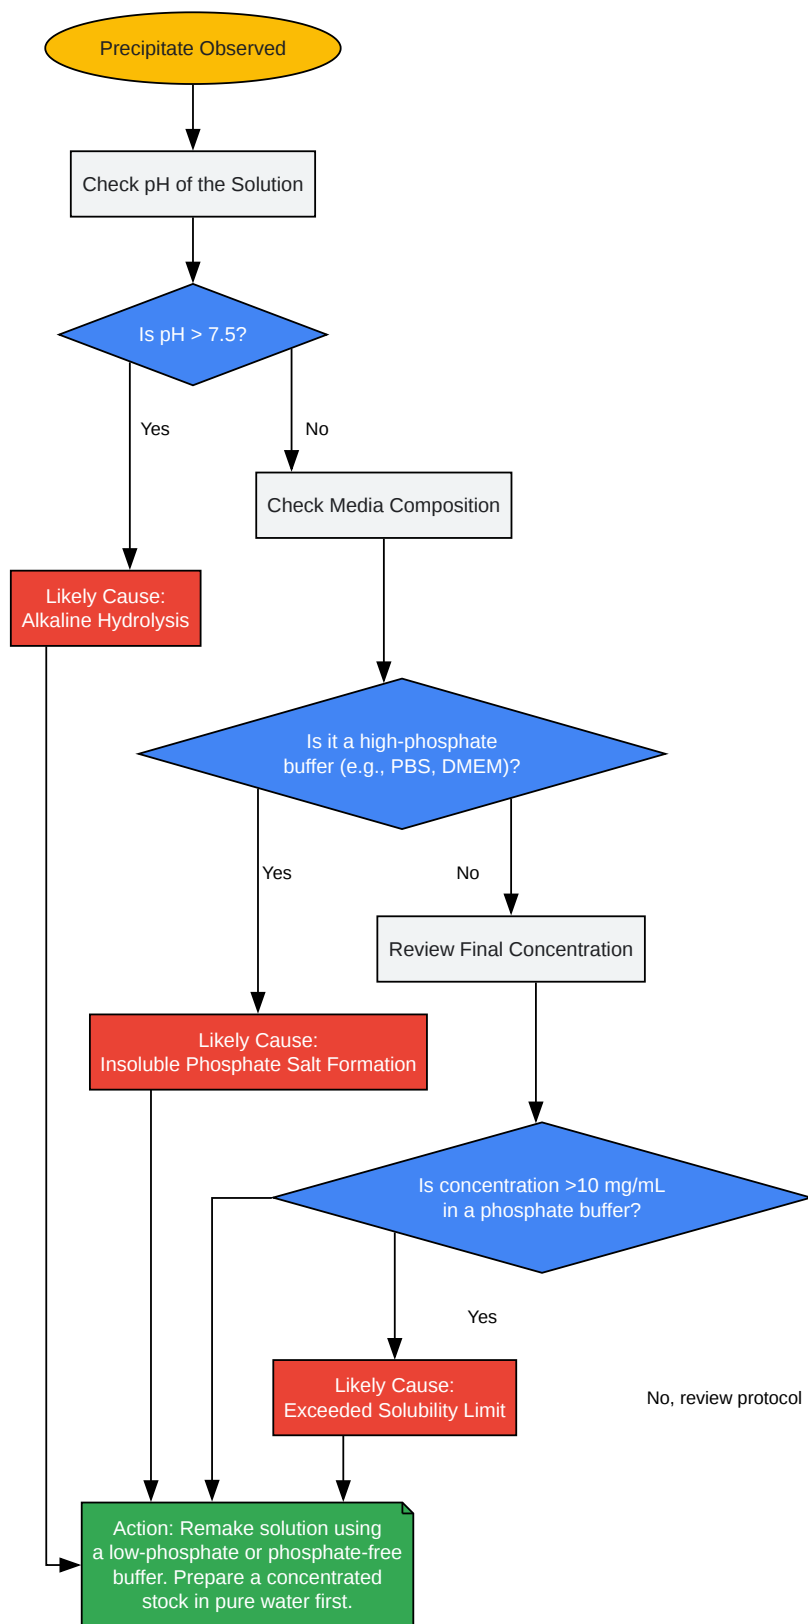 Precipitate Observed
Check pH of the Solution
Is pH > 7.5?
Yes
No
Check Media Composition
Likely Cause:
Alkaline Hydrolysis
Is it a high-phosphate
buffer (e.g., PBS, DMEM)?
Yes
No
Review Final Concentration
Likely Cause:
Insoluble Phosphate Salt Formation
Is concentration >10 mg/mL
in a phosphate buffer?
Yes
Likely Cause:
Exceeded Solubility Limit
No, review protocol
Action: Remake solution using
a low-phosphate or phosphate-free
buffer. Prepare a concentrated
stock in pure water first.